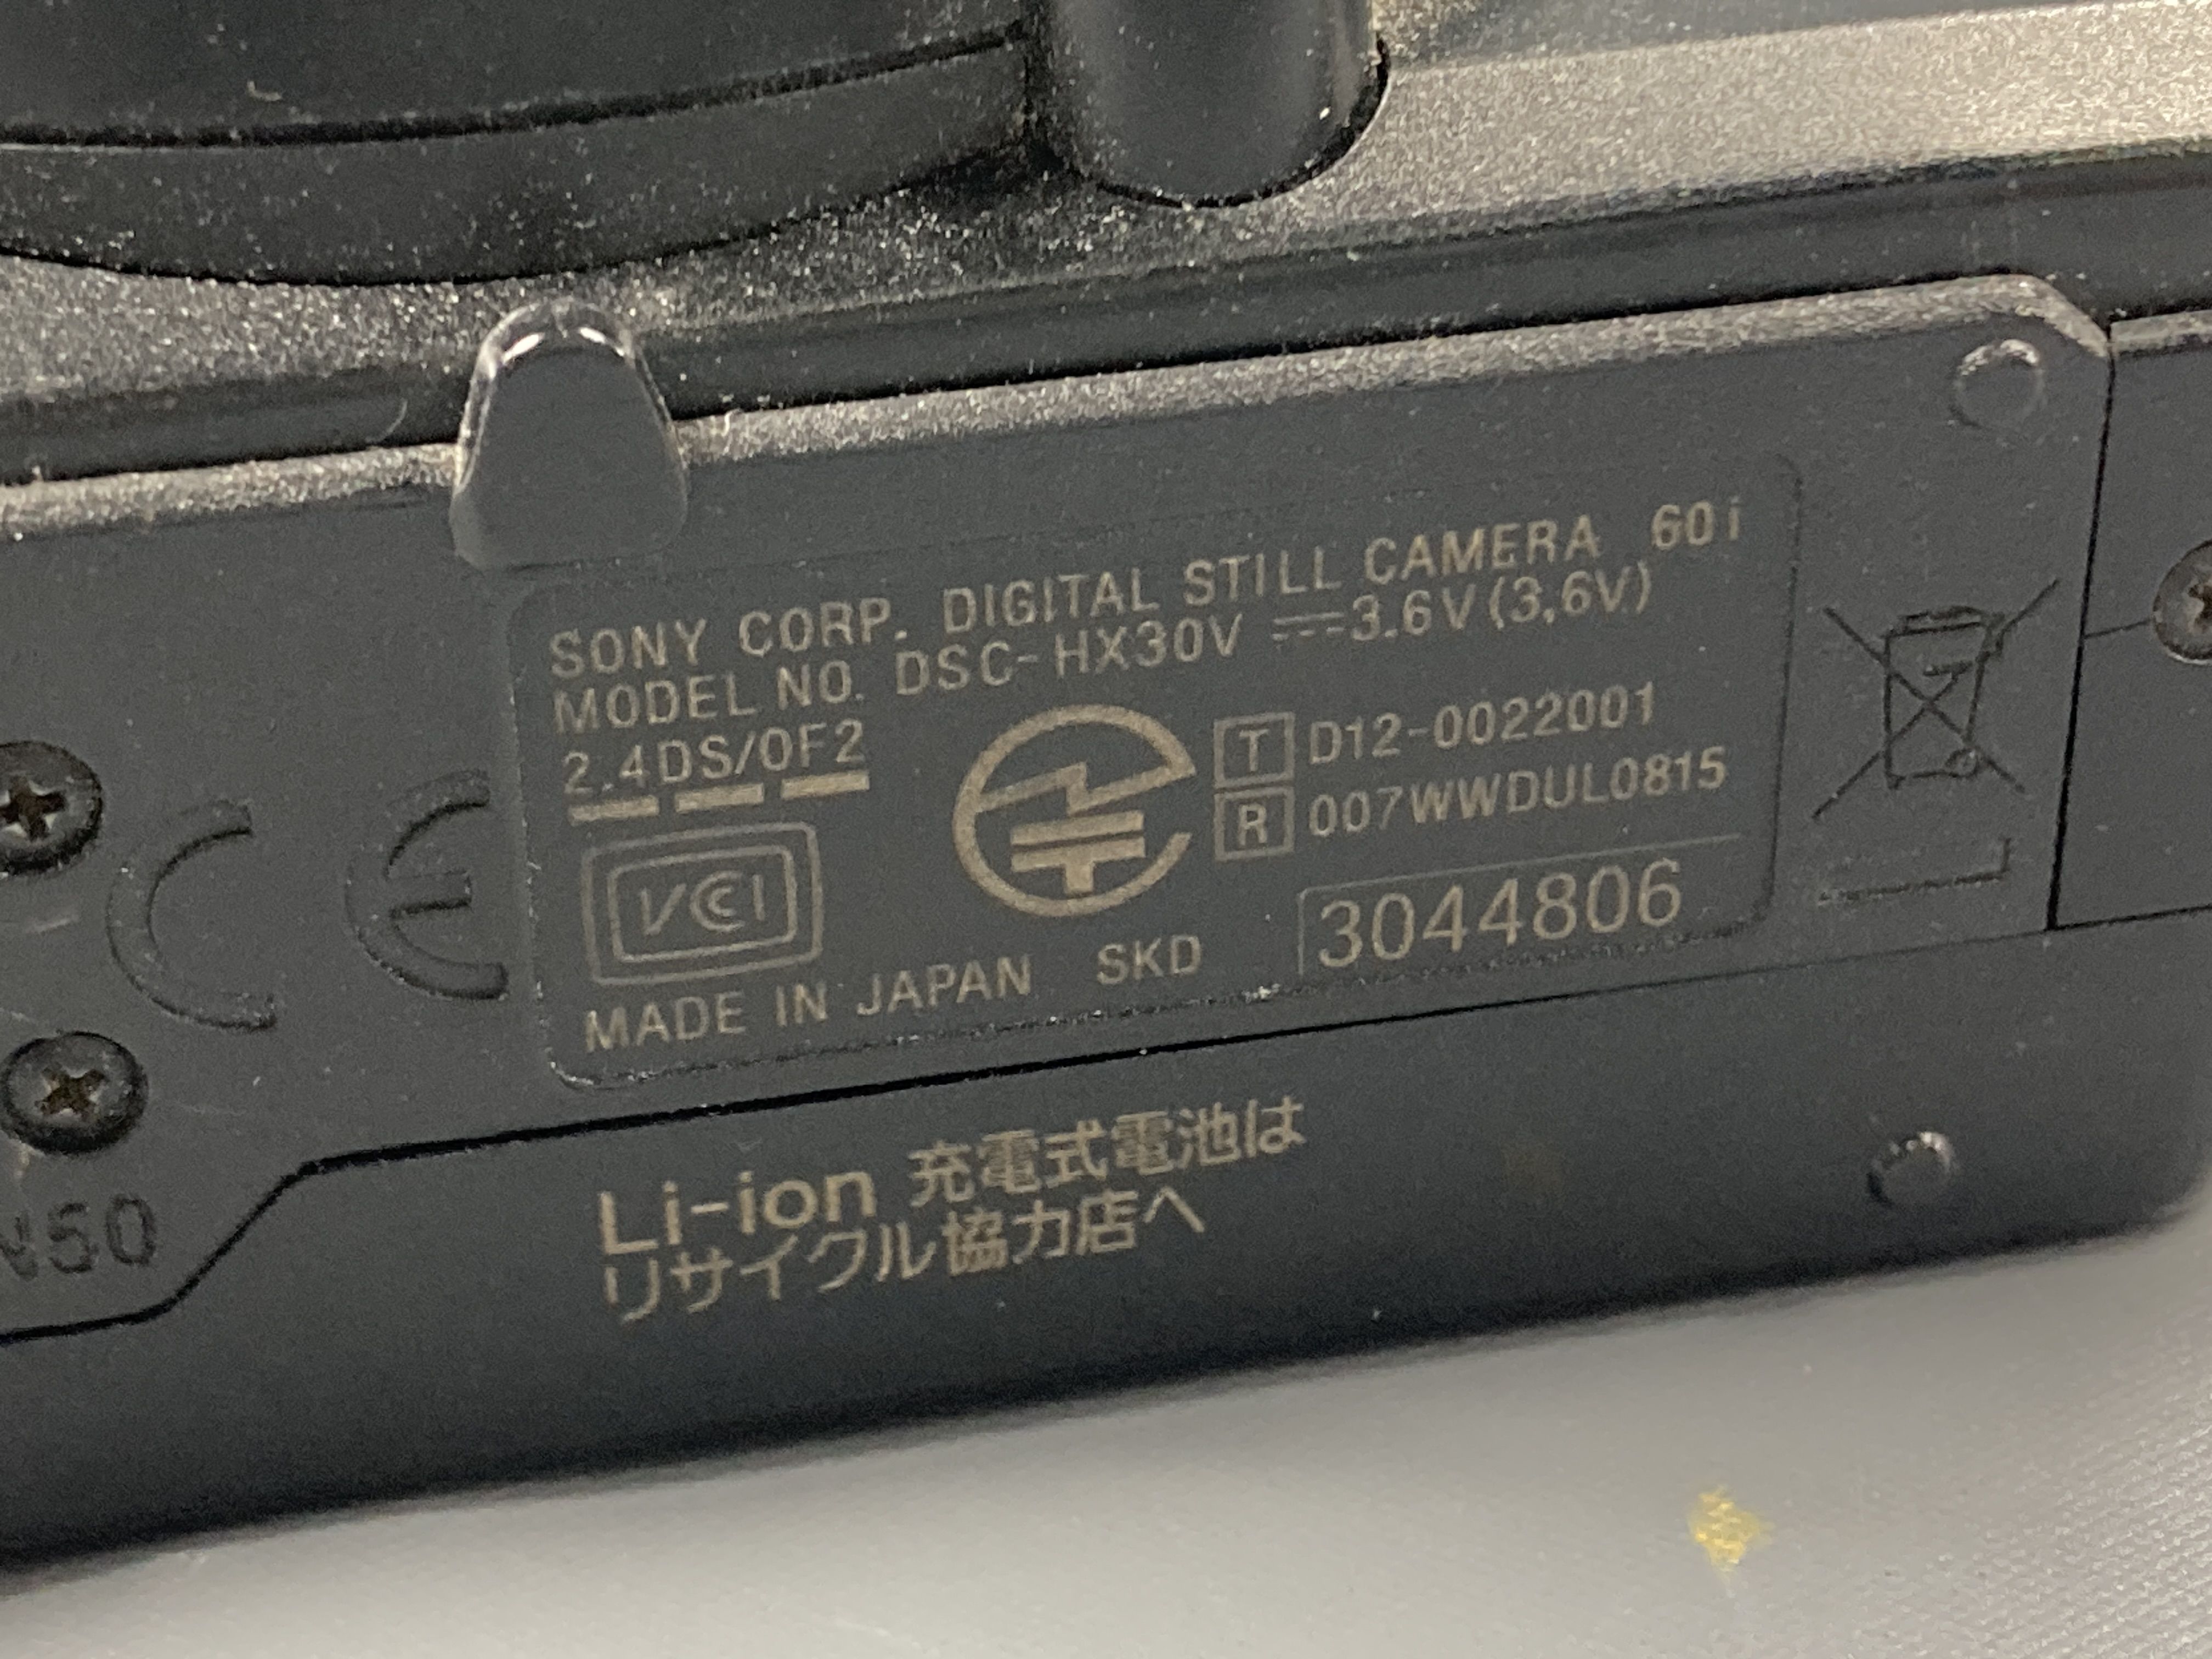 SONY CORP. DIGITAL STILL CAMERA 60i
MODEL NO. DSC-HX30V ⎓3.6V(3,6V)
2.4DS/OF2
T D12-0022001
R 007WWDUL0815
VCCI
3044806
MADE IN JAPAN SKD
CE
Li-ion 充電式電池は
リサイクル協力店へ